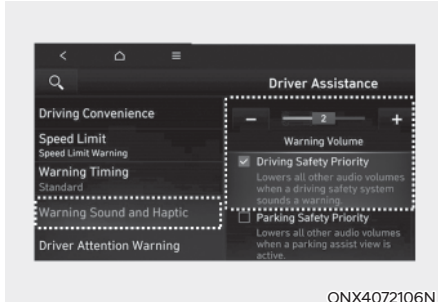 Driver Assistance
Driving Convenience
Speed Limit
Speed Limit Warning
Warning Timing
Standard
Warning Sound and Haptic
Driver Attention Warning
− 2 +
Warning Volume
Driving Safety Priority
Lowers all other audio volumes
when a driving safety system
sounds a warning.
Parking Safety Priority
Lowers all other audio volumes
when a parking assist view is
active.
ONX4072106N